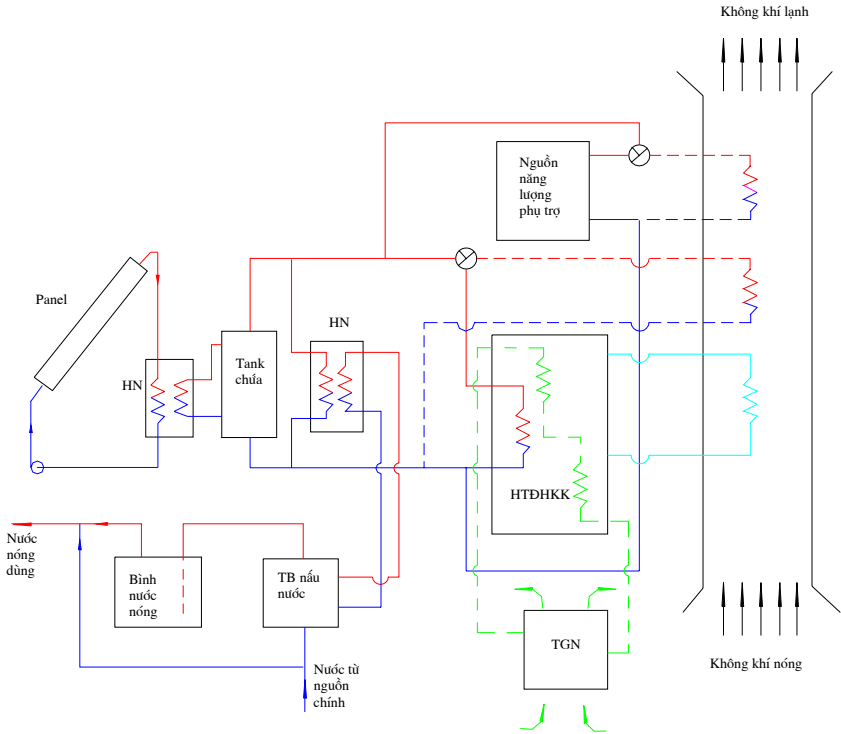 Không khí lạnh
Nguồn
năng
lượng
phụ trợ
Panel
HN
HN
Tank
chứa
HTĐHKK
Nước
nóng
dùng
Bình
nước
nóng
TB nấu
nước
TGN
Nước từ
nguồn
chính
Không khí nóng